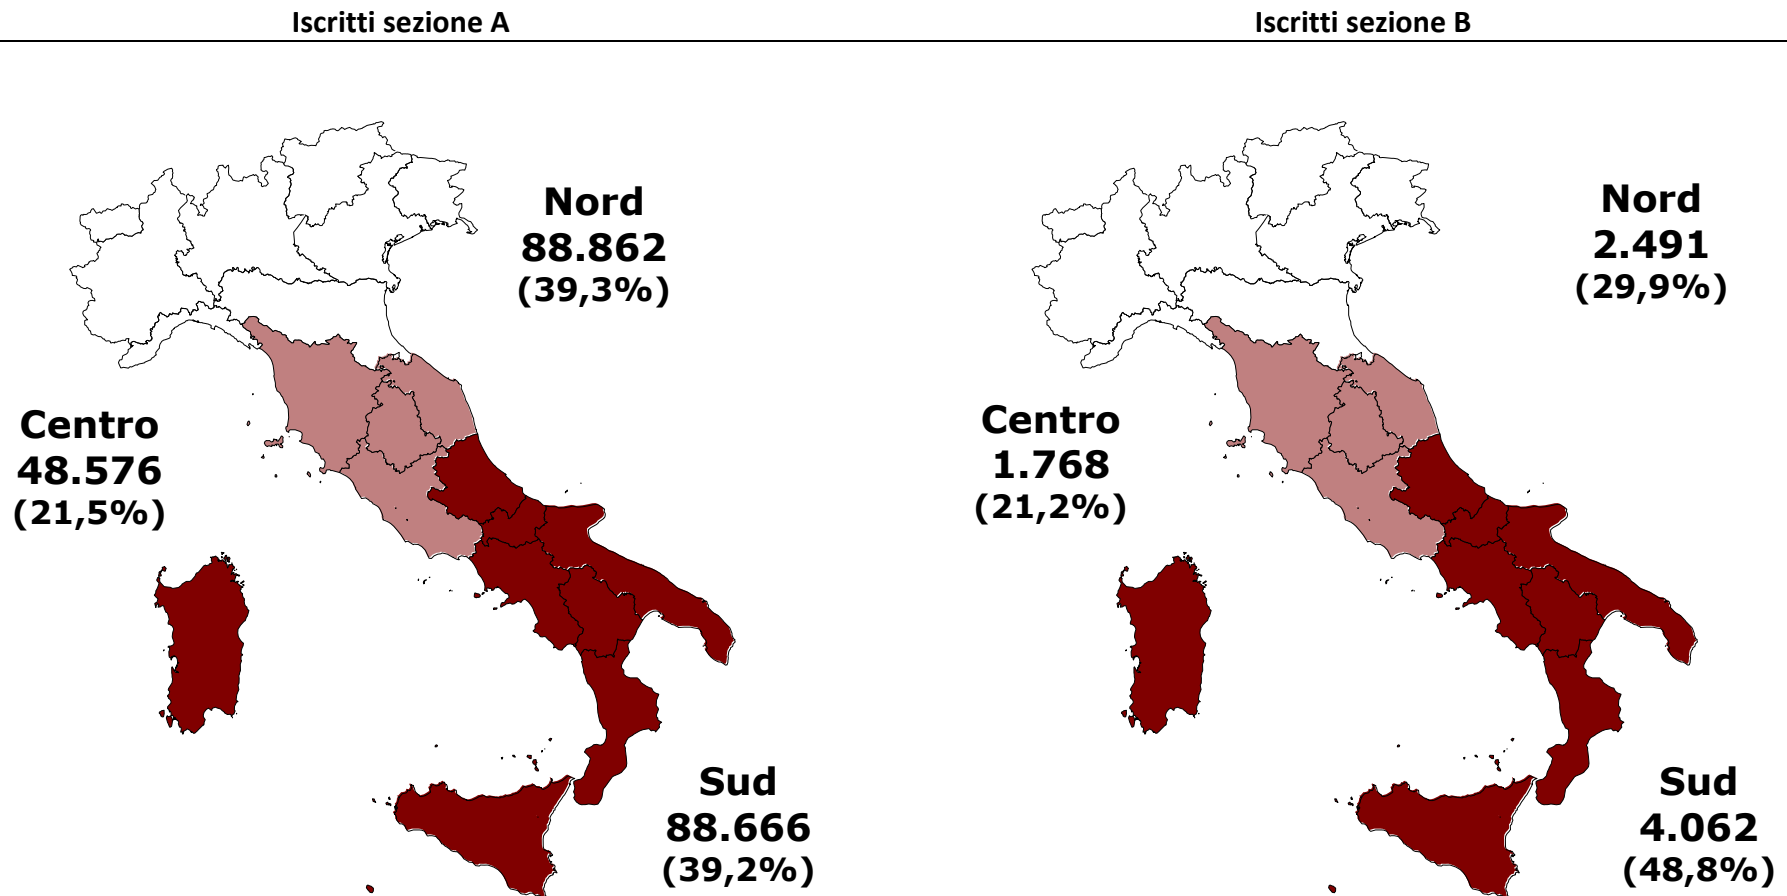 Iscritti sezione A
Nord
88.862
(39,3%)
Centro
48.576
(21,5%)
Sud
88.666
(39,2%)
Iscritti sezione B
Nord
2.491
(29,9%)
Centro
1.768
(21,2%)
Sud
4.062
(48,8%)